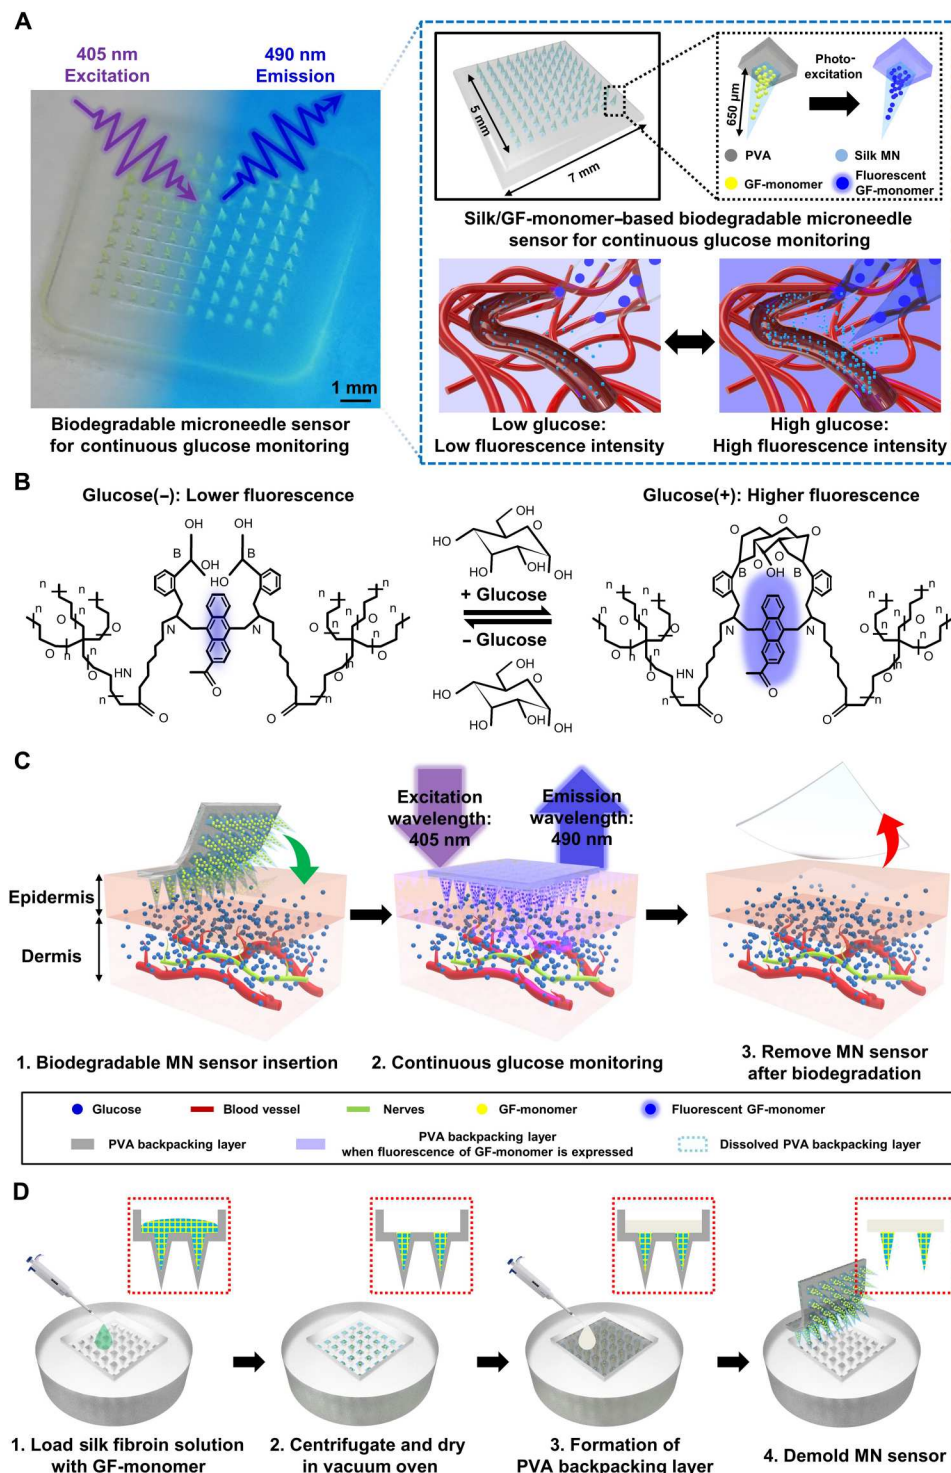 A
405 nm
Excitation
490 nm
Emission
1 mm
Biodegradable microneedle sensor
for continuous glucose monitoring
5 mm
7 mm
650 µm
Photo-
excitation
PVA
Silk MN
GF-monomer
Fluorescent
GF-monomer
Silk/GF-monomer–based biodegradable microneedle
sensor for continuous glucose monitoring
Low glucose:
Low fluorescence intensity
High glucose:
High fluorescence intensity
B
Glucose(–): Lower fluorescence
Glucose(+): Higher fluorescence
+ Glucose
– Glucose
C
Epidermis
Dermis
Excitation
wavelength:
405 nm
Emission
wavelength:
490 nm
1. Biodegradable MN sensor insertion
2. Continuous glucose monitoring
3. Remove MN sensor
after biodegradation
Glucose
Blood vessel
Nerves
GF-monomer
Fluorescent GF-monomer
PVA backpacking layer
PVA backpacking layer
when fluorescence of GF-monomer is expressed
Dissolved PVA backpacking layer
D
1. Load silk fibroin solution
with GF-monomer
2. Centrifugate and dry
in vacuum oven
3. Formation of
PVA backpacking layer
4. Demold MN sensor